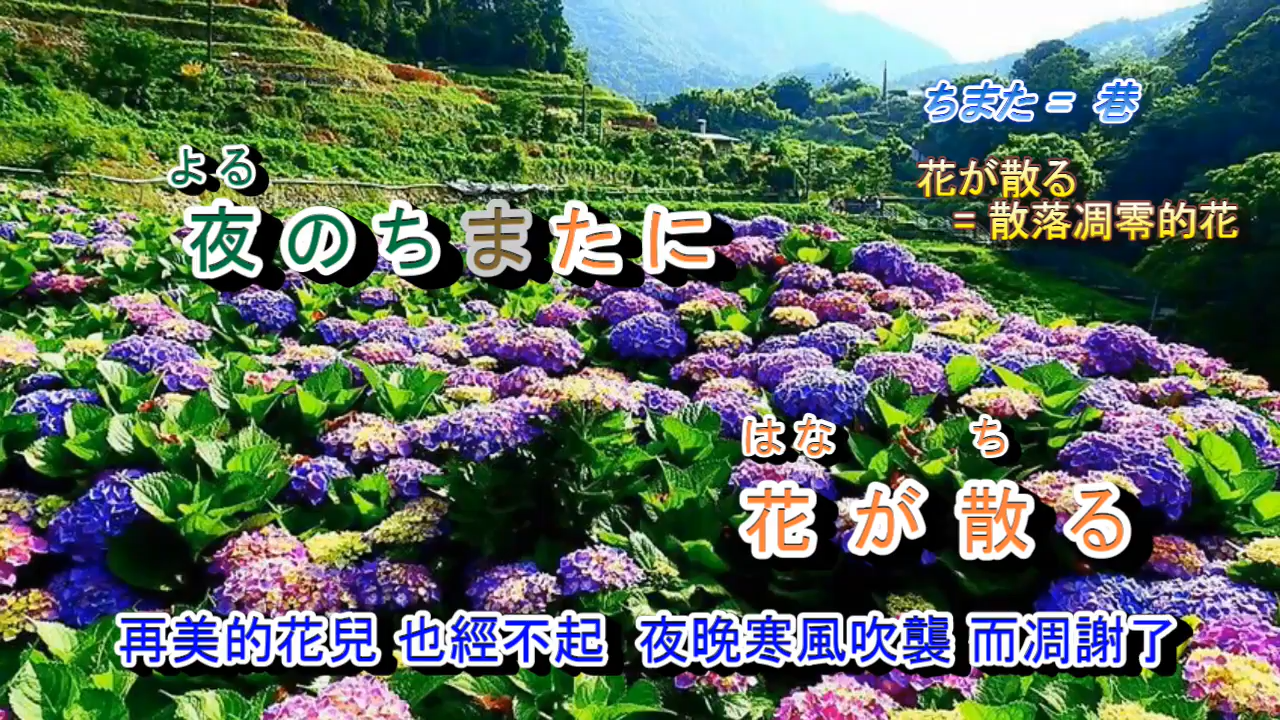 ちまた = 巷
花が散る
= 散落凋零的花
よる
夜のちまたに
はな ち
花が散る
再美的花兒 也經不起 夜晚寒風吹襲 而凋謝了